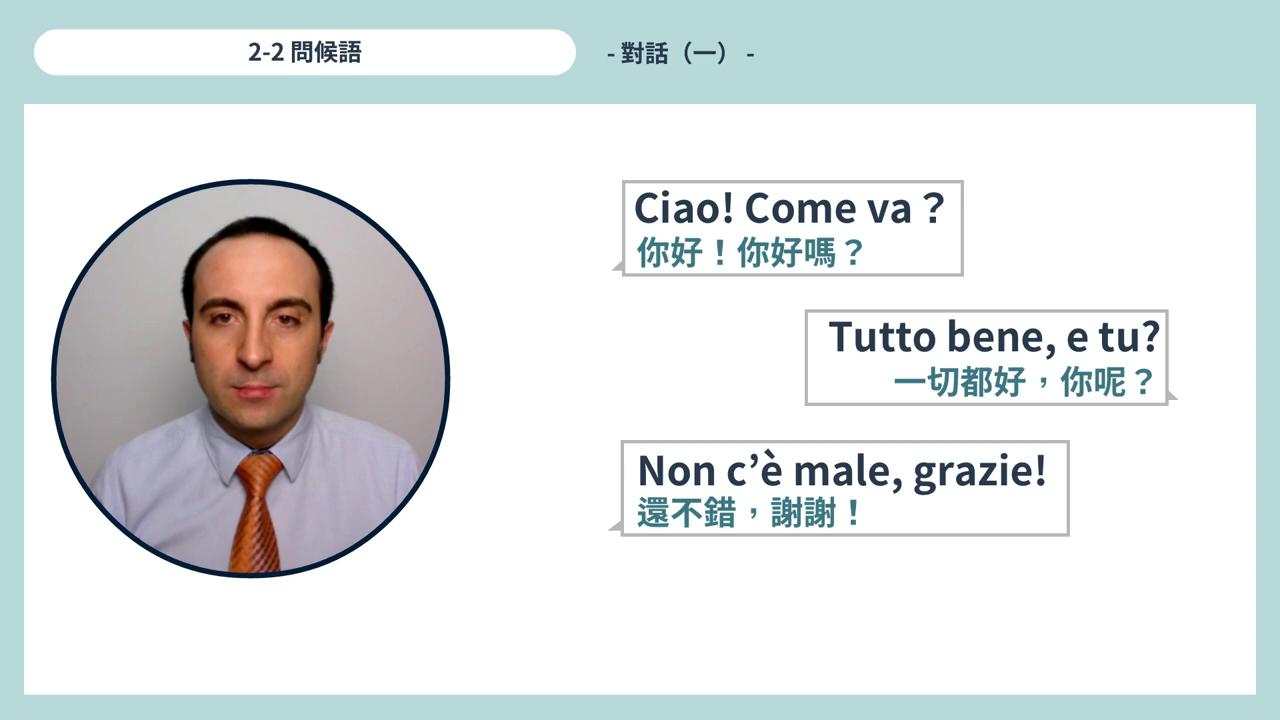 2-2 問候語
- 對話（一） -
Ciao! Come va？
你好！你好嗎？
Tutto bene, e tu?
一切都好，你呢？
Non c’è male, grazie!
還不錯，謝謝！